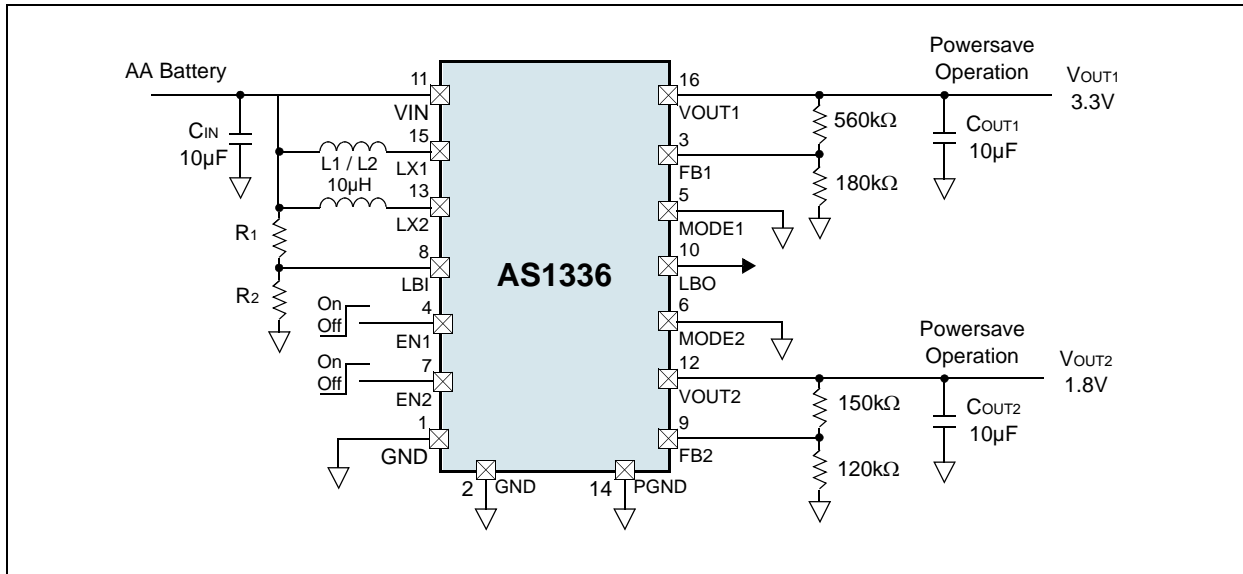 AA Battery
CIN
10µF
L1 / L2
10µH
R1
R2
On
Off
On
Off
11
VIN
15
LX1
13
LX2
8
LBI
4
EN1
7
EN2
1
GND
2
GND
14
PGND
AS1336
16
VOUT1
3
FB1
5
MODE1
10
LBO
6
MODE2
12
VOUT2
9
FB2
560kΩ
180kΩ
Powersave
Operation
COUT1
10µF
VOUT1
3.3V
150kΩ
120kΩ
Powersave
Operation
COUT2
10µF
VOUT2
1.8V